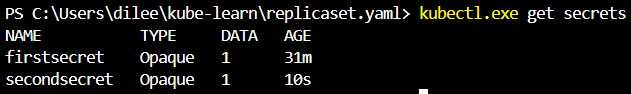 PS C:\Users\dilee\kube-learn\replicaset.yaml> kubectl.exe get secrets
NAME           TYPE     DATA   AGE
firstsecret    Opaque   1      31m
secondsecret   Opaque   1      10s